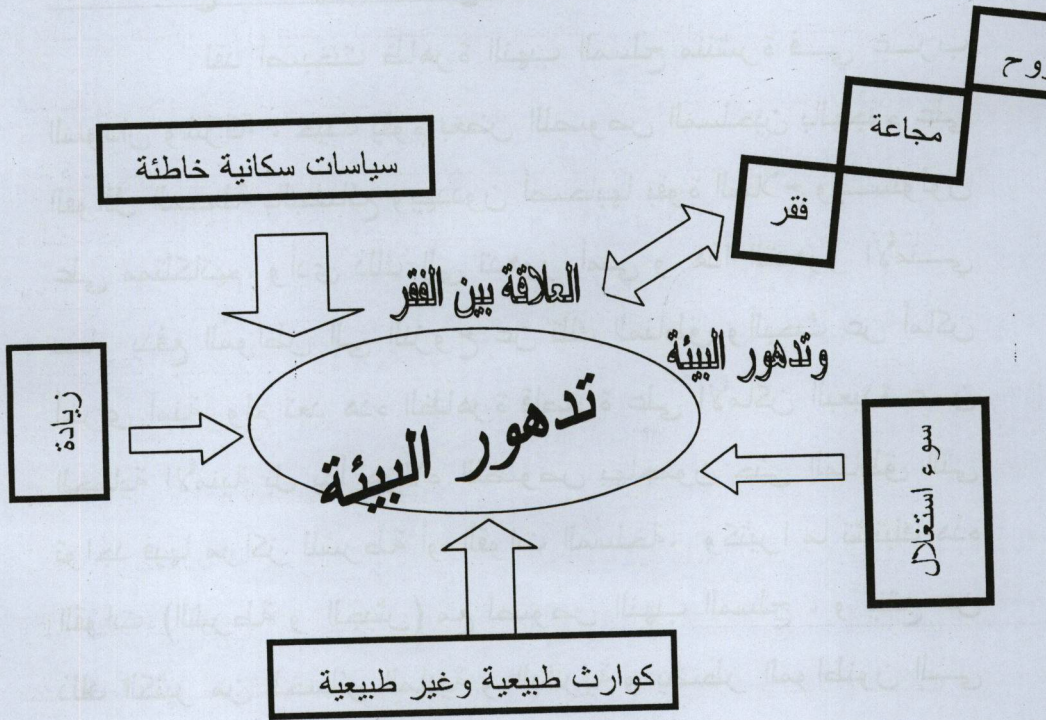 مجاعة
فقر
سياسات سكانية خاطئة
العلاقة بين الفقر
وتدهور البيئة
تدهور البيئة
سوء استغلال
زيادة
كوارث طبيعية وغير طبيعية